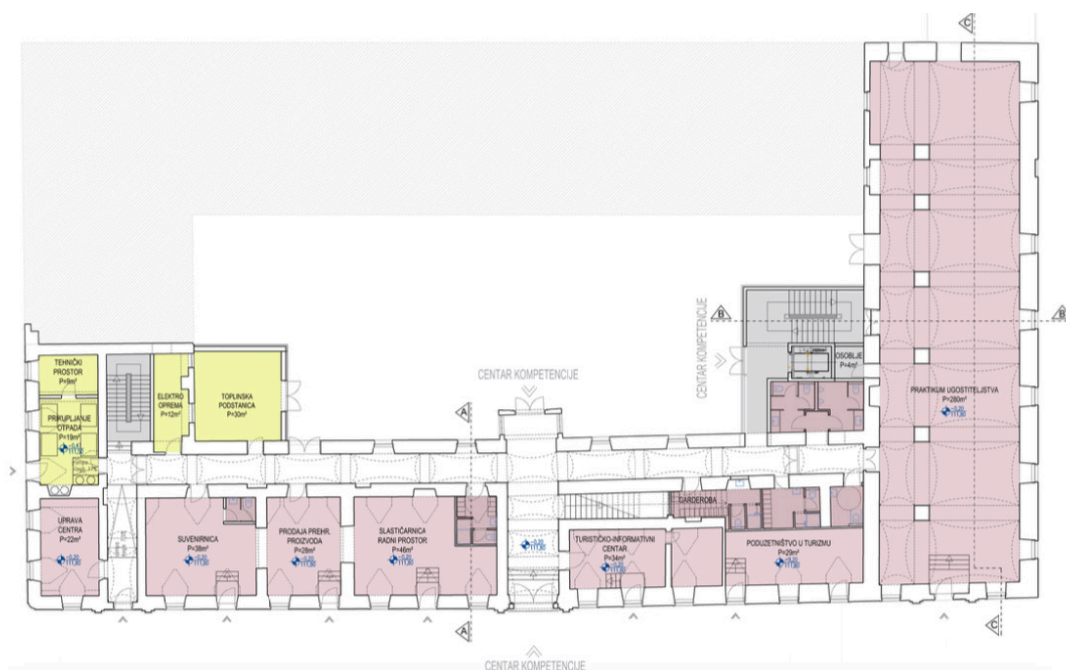 C
B
B
CENTAR KOMPETENCIJE
OSOBLJE
P=4m²
TEHNIČKI
PROSTOR
P=9m²
ELEKTRO
OPREMA
P=12m²
TOPLINSKA
PODSTANICA
P=30m²
CENTAR KOMPETENCIJE
PRAKTIKUM UGOSTITELJSTVA
P=280m²
PRIKUPLJANJE
OTPADA
P=19m²
A
GARDEROBA
UPRAVA
CENTRA
P=22m²
SUVENIRNICA
P=38m²
PRODAJA PREHR.
PROIZVODA
P=28m²
SLASTIČARNICA
RADNI PROSTOR
P=46m²
TURISTIČKO-INFORMATIVNI
CENTAR
P=34m²
PODUZETNIŠTVO U TURIZMU
P=29m²
A
C
CENTAR KOMPETENCIJE